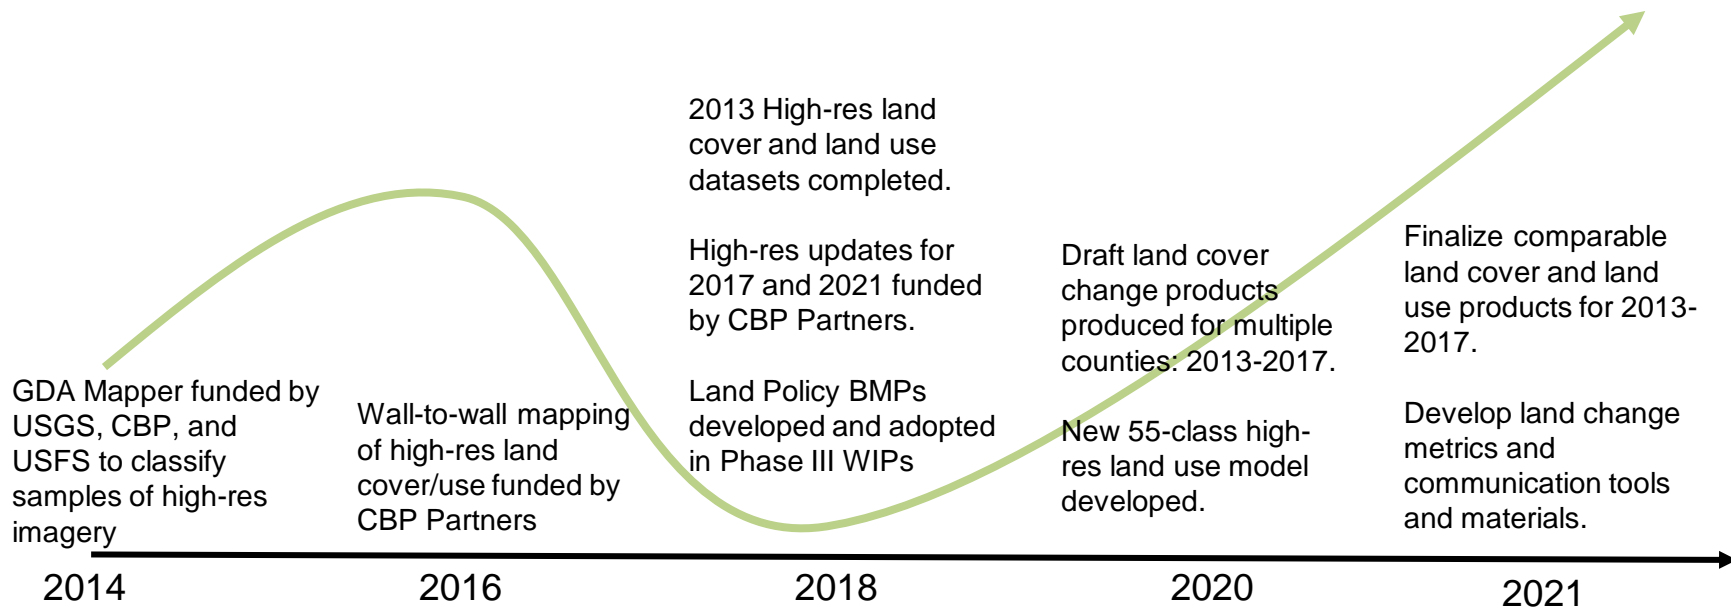 GDA Mapper funded by
USGS, CBP, and
USFS to classify
samples of high-res
imagery
Wall-to-wall mapping
of high-res land
cover/use funded by
CBP Partners
2013 High-res land
cover and land use
datasets completed.
High-res updates for
2017 and 2021 funded
by CBP Partners.
Land Policy BMPs
developed and adopted
in Phase III WIPs
Draft land cover
change products
produced for multiple
counties: 2013-2017.
New 55-class high-
res land use model
developed.
Finalize comparable
land cover and land
use products for 2013-
2017.
Develop land change
metrics and
communication tools
and materials.
2014
2016
2018
2020
2021